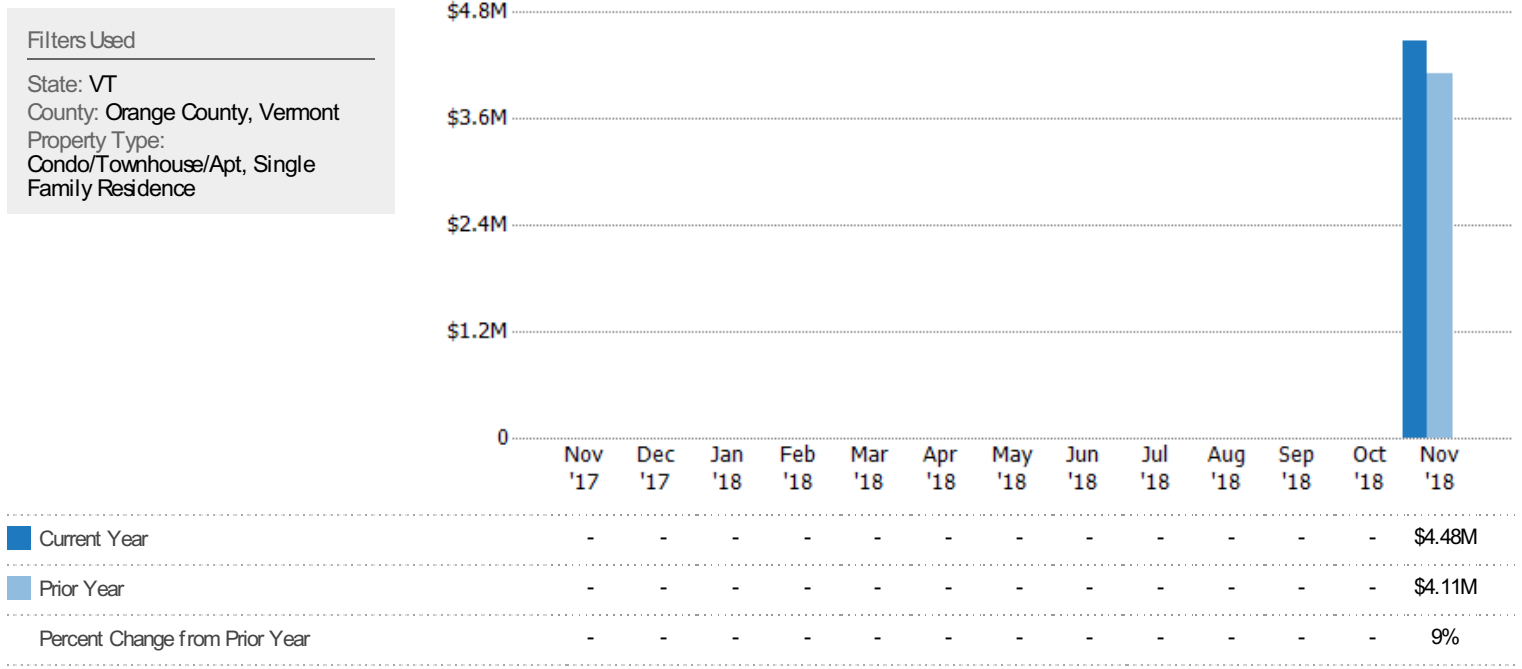 Filters Used
State: VT
County: Orange County, Vermont
Property Type:
Condo/Townhouse/Apt, Single
Family Residence
$4.8M
$3.6M
$2.4M
$1.2M
0
Nov Dec Jan Feb Mar Apr May Jun Jul Aug Sep Oct Nov
'17 '17 '18 '18 '18 '18 '18 '18 '18 '18 '18 '18 '18
Current Year - - - - - - - - - - - - $4.48M
Prior Year - - - - - - - - - - - - $4.11M
Percent Change from Prior Year - - - - - - - - - - - - 9%